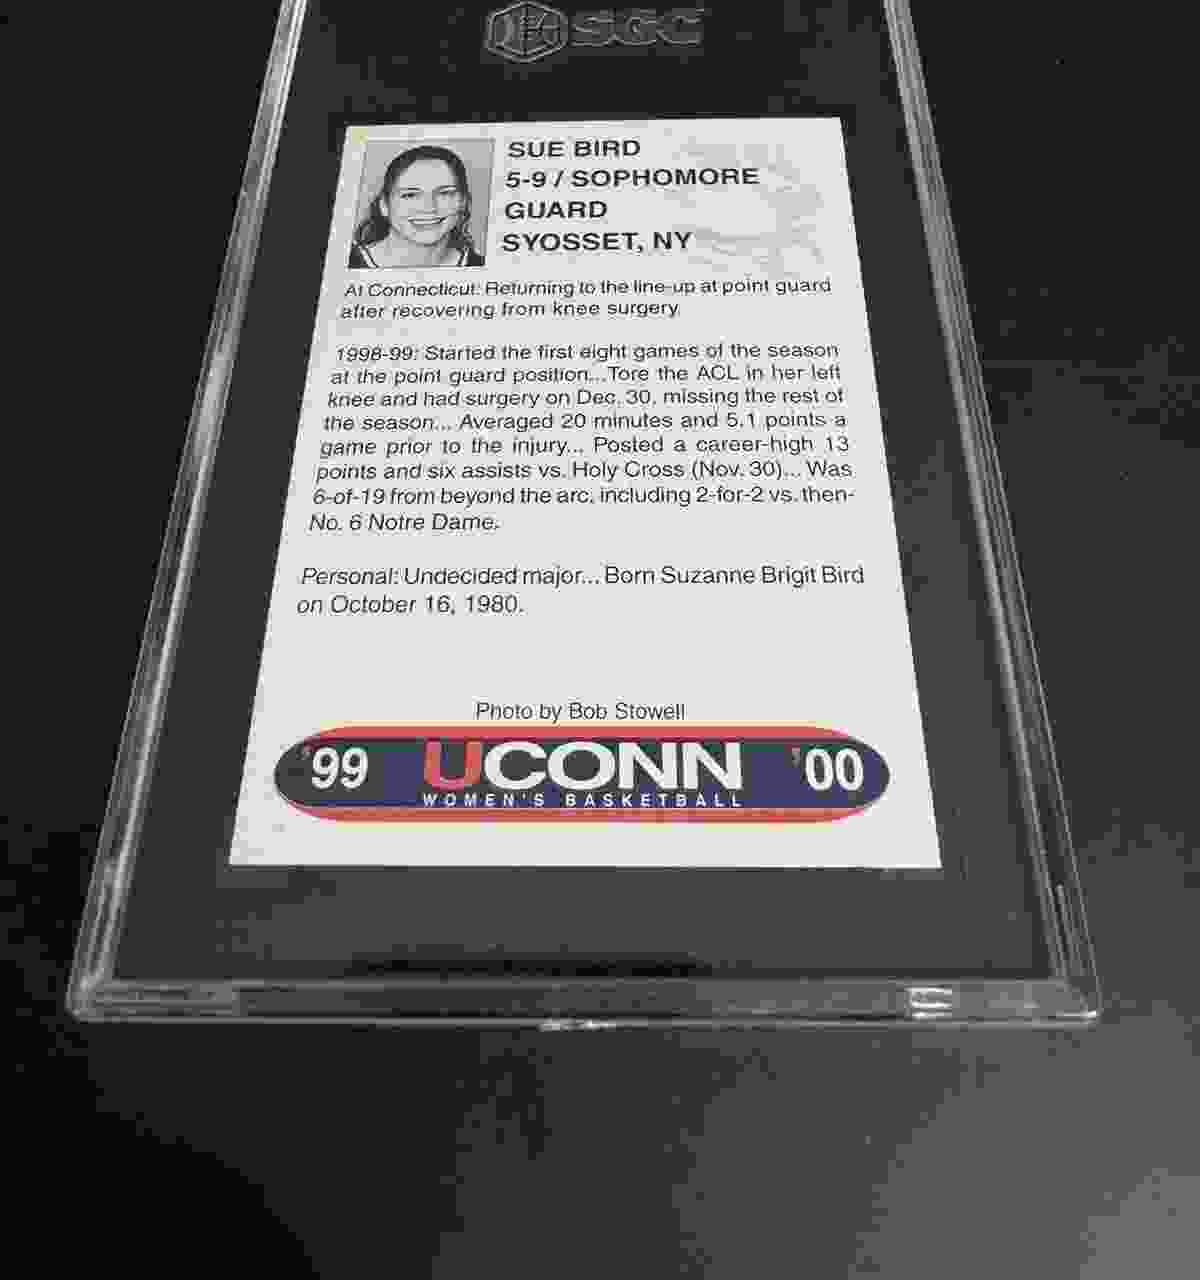 SGC
SUE BIRD
5-9 / SOPHOMORE
GUARD
SYOSSET, NY
At Connecticut: Returning to the line-up at point guard
after recovering from knee surgery.
1998-99: Started the first eight games of the season
at the point guard position... Tore the ACL in her left
knee and had surgery on Dec. 30, missing the rest of
the season... Averaged 20 minutes and 5.1 points a
game prior to the injury... Posted a career-high 13
points and six assists vs. Holy Cross (Nov. 30)... Was
6-of-19 from beyond the arc, including 2-for-2 vs. then-
No. 6 Notre Dame.
Personal: Undecided major... Born Suzanne Brigit Bird
on October 16, 1980.
Photo by Bob Stowell
'99 UCONN '00
WOMEN'S BASKETBALL